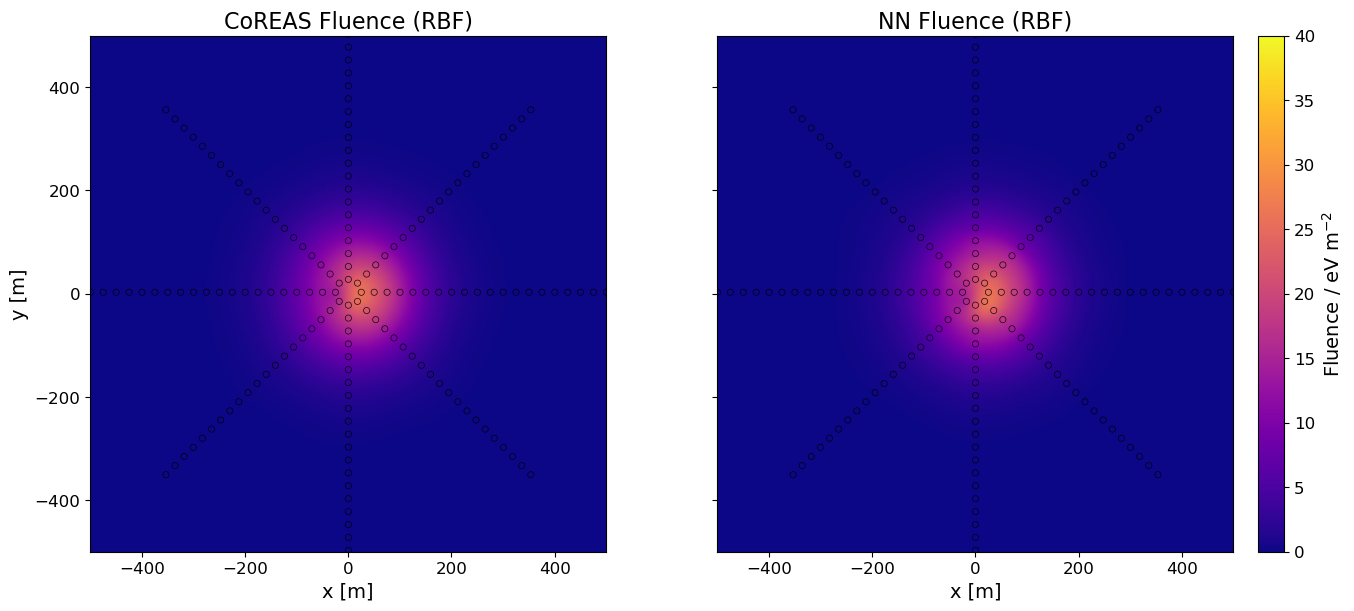 CoREAS Fluence (RBF)
NN Fluence (RBF)
400
200
0
−200
−400
y [m]
−400 −200 0 200 400
x [m]
−400 −200 0 200 400
x [m]
40
35
30
25
20
15
10
5
0
Fluence / eV m⁻²